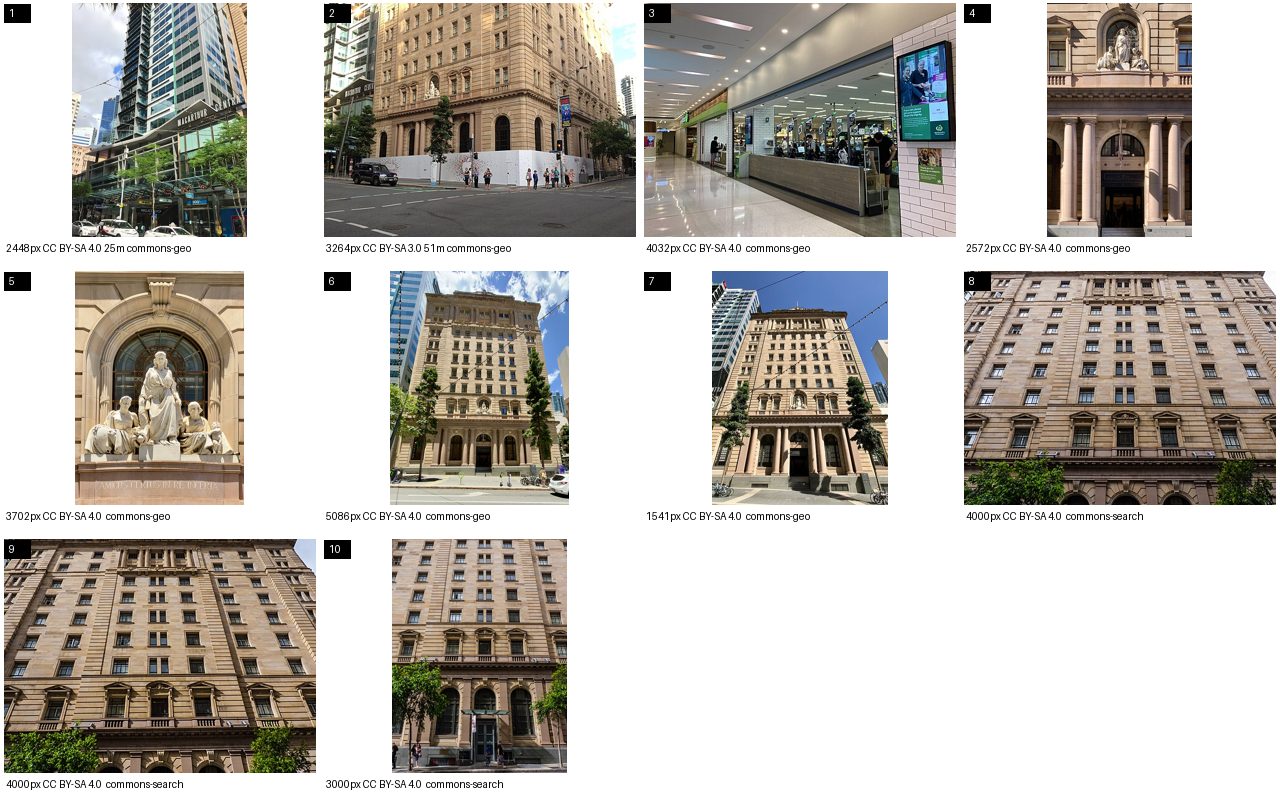 1
2
3
4
2448px CC BY-SA 4.0 25m commons-geo
3264px CC BY-SA 3.0 51m commons-geo
4032px CC BY-SA 4.0 commons-geo
2572px CC BY-SA 4.0 commons-geo
MACARTHUR CENTRAL
5
6
7
8
3702px CC BY-SA 4.0 commons-geo
5086px CC BY-SA 4.0 commons-geo
1541px CC BY-SA 4.0 commons-geo
4000px CC BY-SA 4.0 commons-search
9
10
4000px CC BY-SA 4.0 commons-search
3000px CC BY-SA 4.0 commons-search